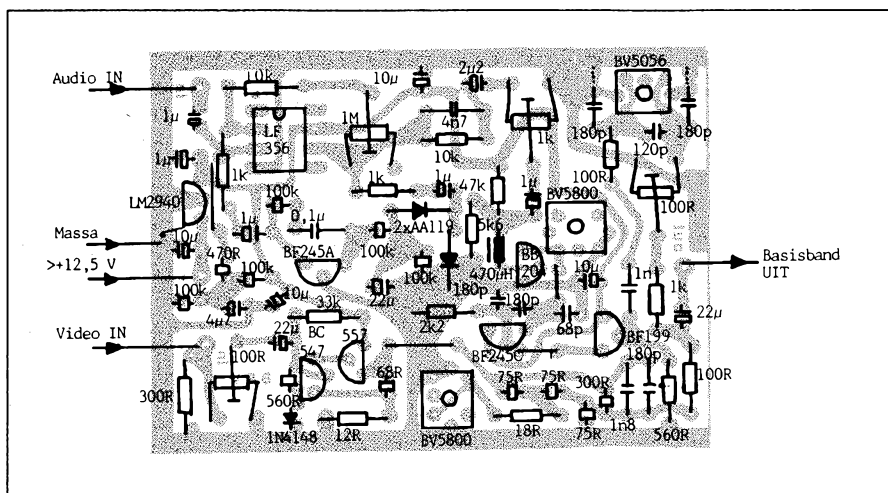 BV5056
Audio IN
10k
10µ
2µ2
1µ
LF
356
1M
4n7
1k
180p
180p
120p
10k
1µ
1k
100R
LM2940
100k
1k
1µ
47k
1µ
BV5800
100R
Massa
1µ
0,1µ
2xAA119
5k6
10µ
470R
BF245A
100k
BB
204
Basisband
UIT
>+12,5 V
100k
100k
470µH
10µ
1n
1k
100k
10µ
22µ
180p
180p
22µ
4µ7
33k
68p
Video IN
22µ
BC
2k2
BF199
100R
547
557
BF245C
180p
300R
560R
68R
75R
75R
300R
100R
1N4148
12R
BV5800
18R
75R
1n8
560R